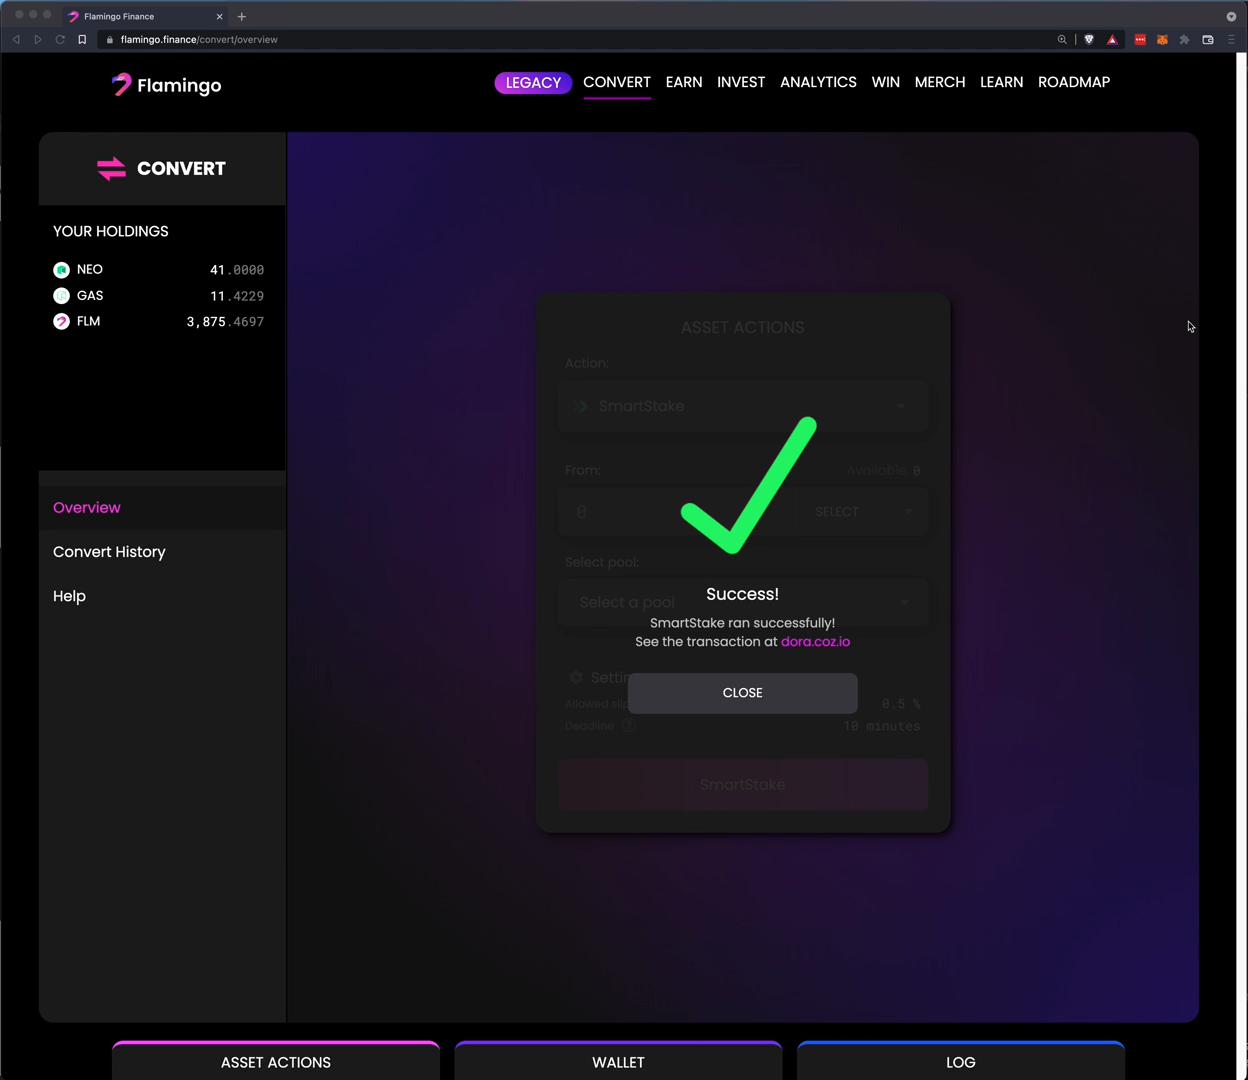 Flamingo Finance
flamingo.finance/convert/overview
Flamingo
LEGACY CONVERT EARN INVEST ANALYTICS WIN MERCH LEARN ROADMAP
CONVERT
YOUR HOLDINGS
NEO 41.0000
GAS 11.4229
FLM 3,875.4697
Overview
Convert History
Help
ASSET ACTIONS
Action:
SmartStake
From: Available: 0
0 SELECT
Select pool:
Select a pool
Success!
SmartStake ran successfully!
See the transaction at dora.coz.io
CLOSE
0.5 %
Deadline ? 10 minutes
SmartStake
ASSET ACTIONS WALLET LOG